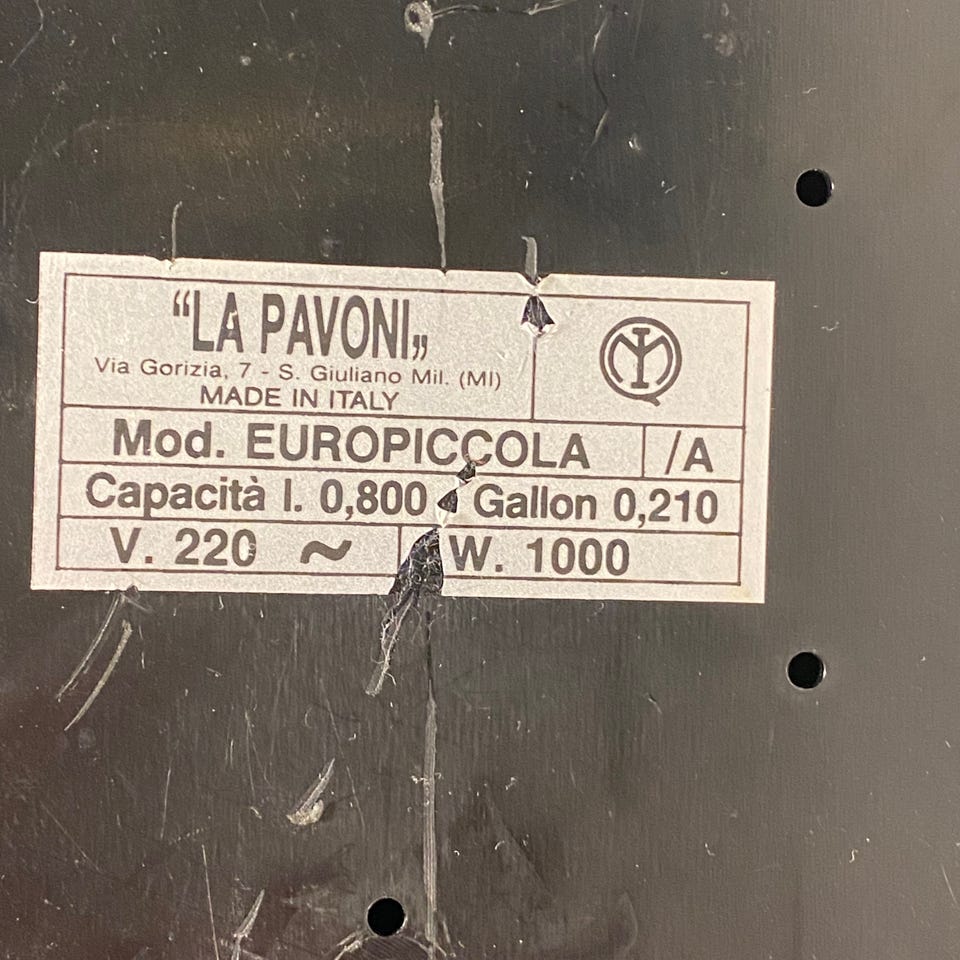 “LA PAVONI„
Via Gorizia, 7 - S. Giuliano Mil. (MI)
MADE IN ITALY
Mod. EUROPICCOLA /A
Capacità l. 0,800 Gallon 0,210
V. 220 ~ W. 1000